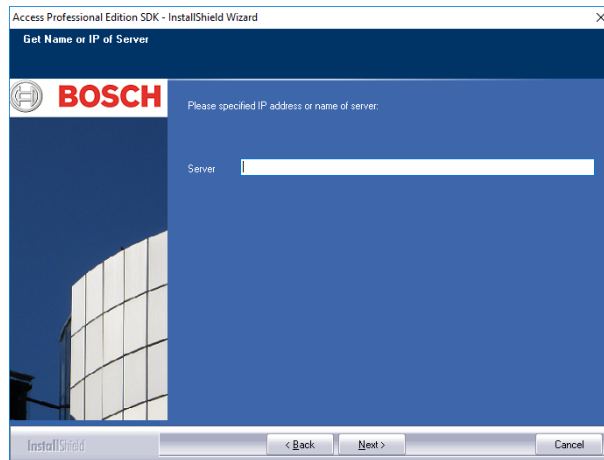 Access Professional Edition SDK - InstallShield Wizard
Get Name or IP of Server
BOSCH
Please specified IP address or name of server:
Server
InstallShield
< Back
Next >
Cancel